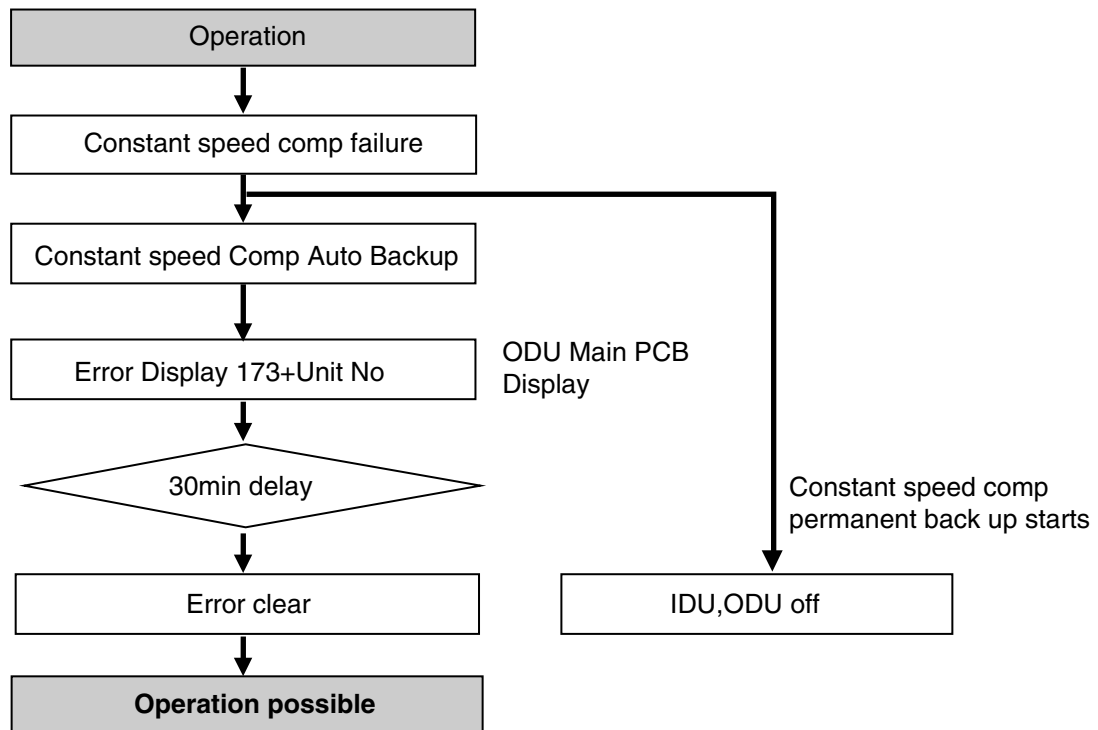 Operation
Constant speed comp failure
Constant speed Comp Auto Backup
Error Display 173+Unit No
ODU Main PCB
Display
30min delay
Constant speed comp
permanent back up starts
Error clear
IDU,ODU off
Operation possible